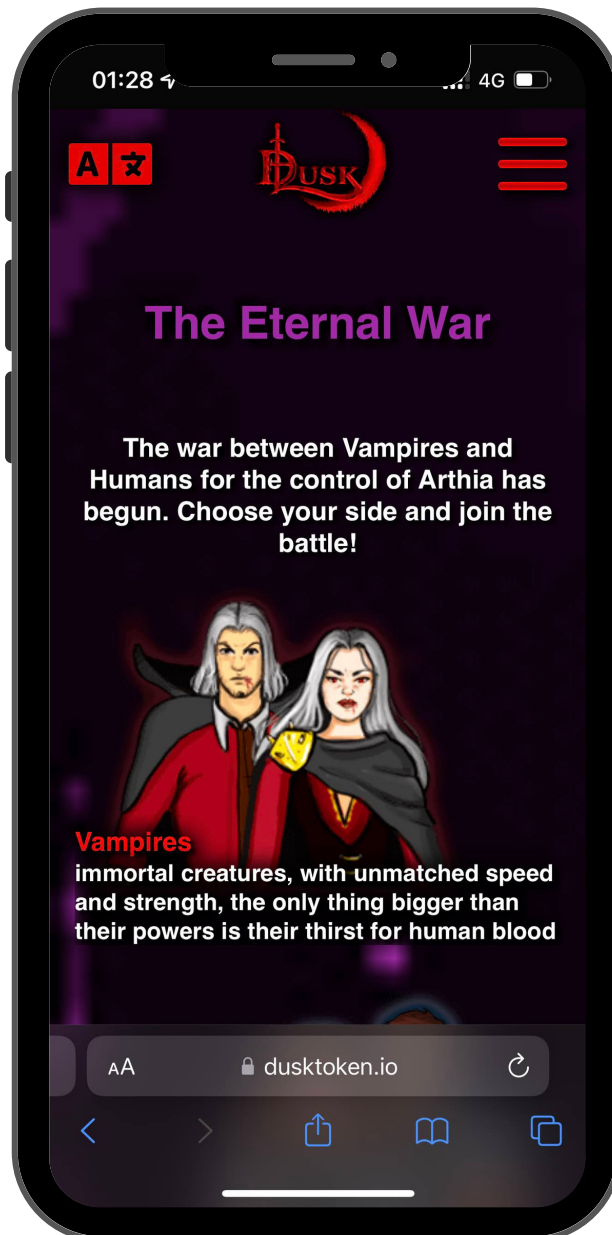 01:28
4G
A 文
DUSK
The Eternal War
The war between Vampires and
Humans for the control of Arthia has
begun. Choose your side and join the
battle!
Vampires
immortal creatures, with unmatched speed
and strength, the only thing bigger than
their powers is their thirst for human blood
AA
dusktoken.io